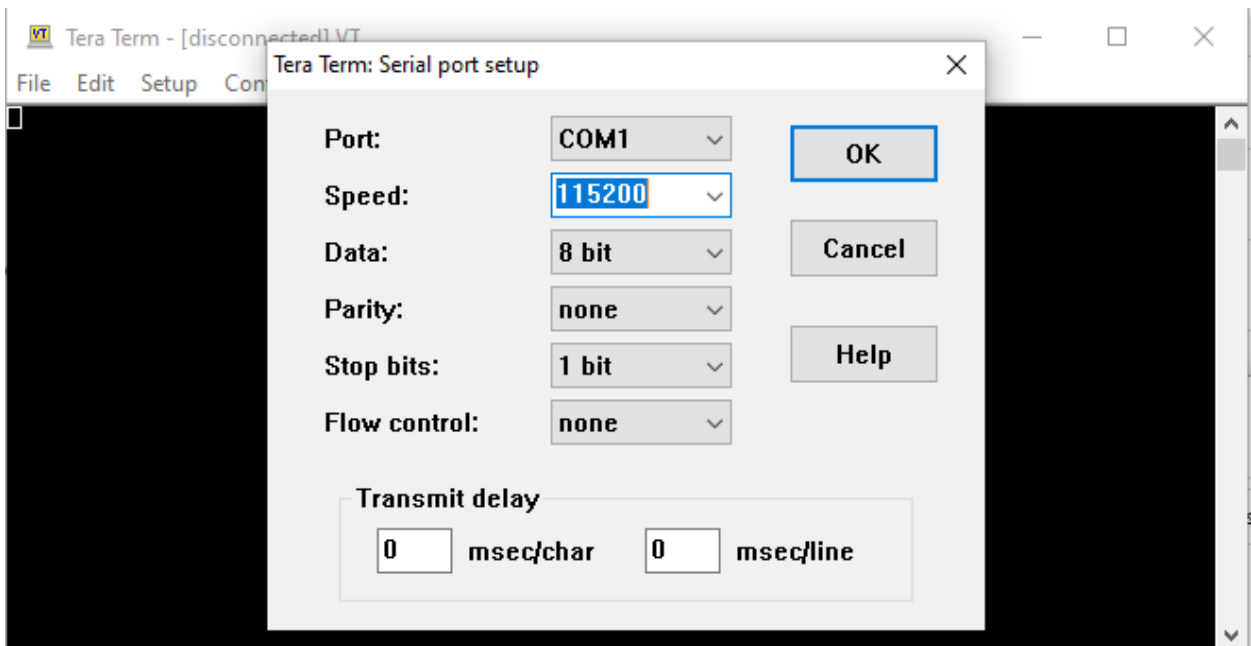 VT Tera Term - [disconnected] VT
File Edit Setup Con
Tera Term: Serial port setup
Port: COM1
OK
Speed: 115200
Data: 8 bit
Cancel
Parity: none
Stop bits: 1 bit
Help
Flow control: none
Transmit delay
0 msec/char 0 msec/line